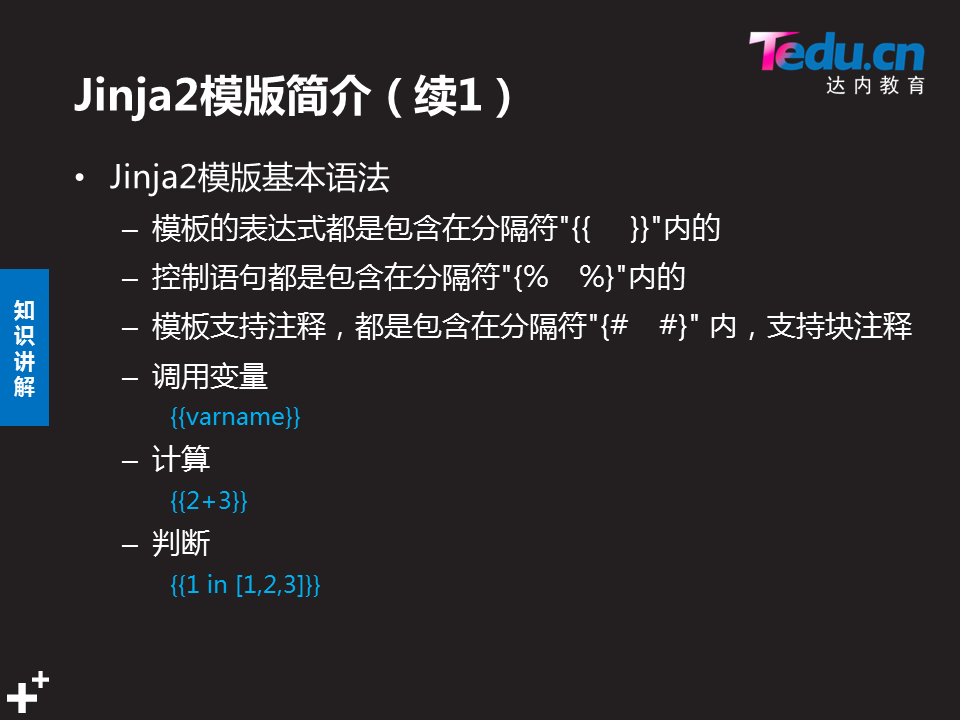 Tedu.cn
达内教育
Jinja2模版简介（续1）
• Jinja2模版基本语法
– 模板的表达式都是包含在分隔符"{{    }}"内的
– 控制语句都是包含在分隔符"{%    %}"内的
– 模板支持注释，都是包含在分隔符"{#    #}" 内，支持块注释
– 调用变量
{{varname}}
– 计算
{{2+3}}
– 判断
{{1 in [1,2,3]}}
知
识
讲
解